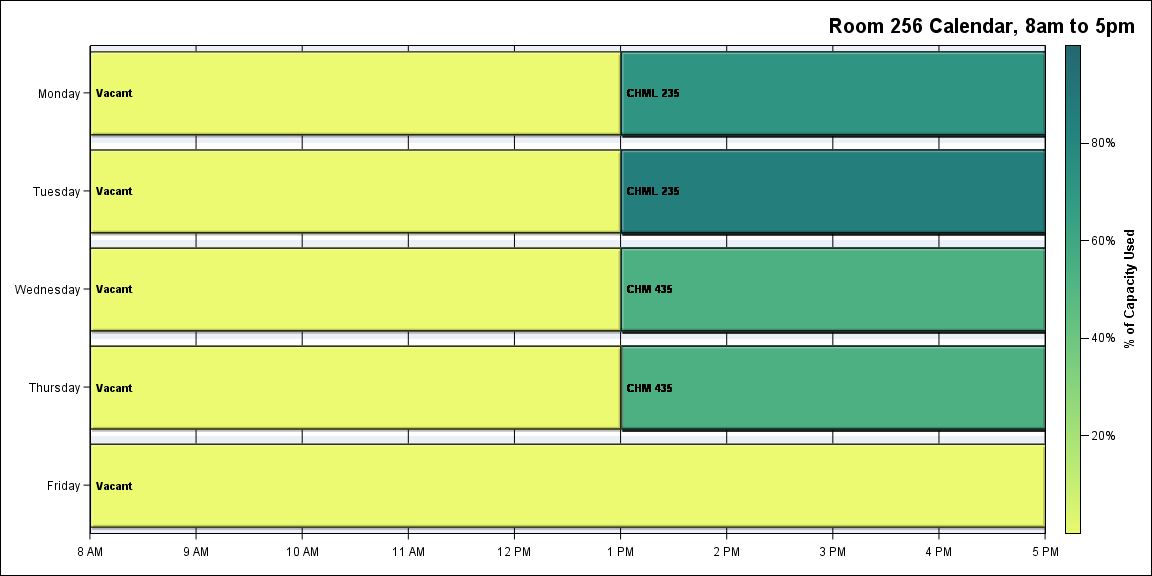 Room 256 Calendar, 8am to 5pm
Monday
Vacant
CHML 235
Tuesday
Vacant
CHML 235
Wednesday
Vacant
CHM 435
Thursday
Vacant
CHM 435
Friday
Vacant
8 AM
9 AM
10 AM
11 AM
12 PM
1 PM
2 PM
3 PM
4 PM
5 PM
80%
60%
40%
20%
% of Capacity Used